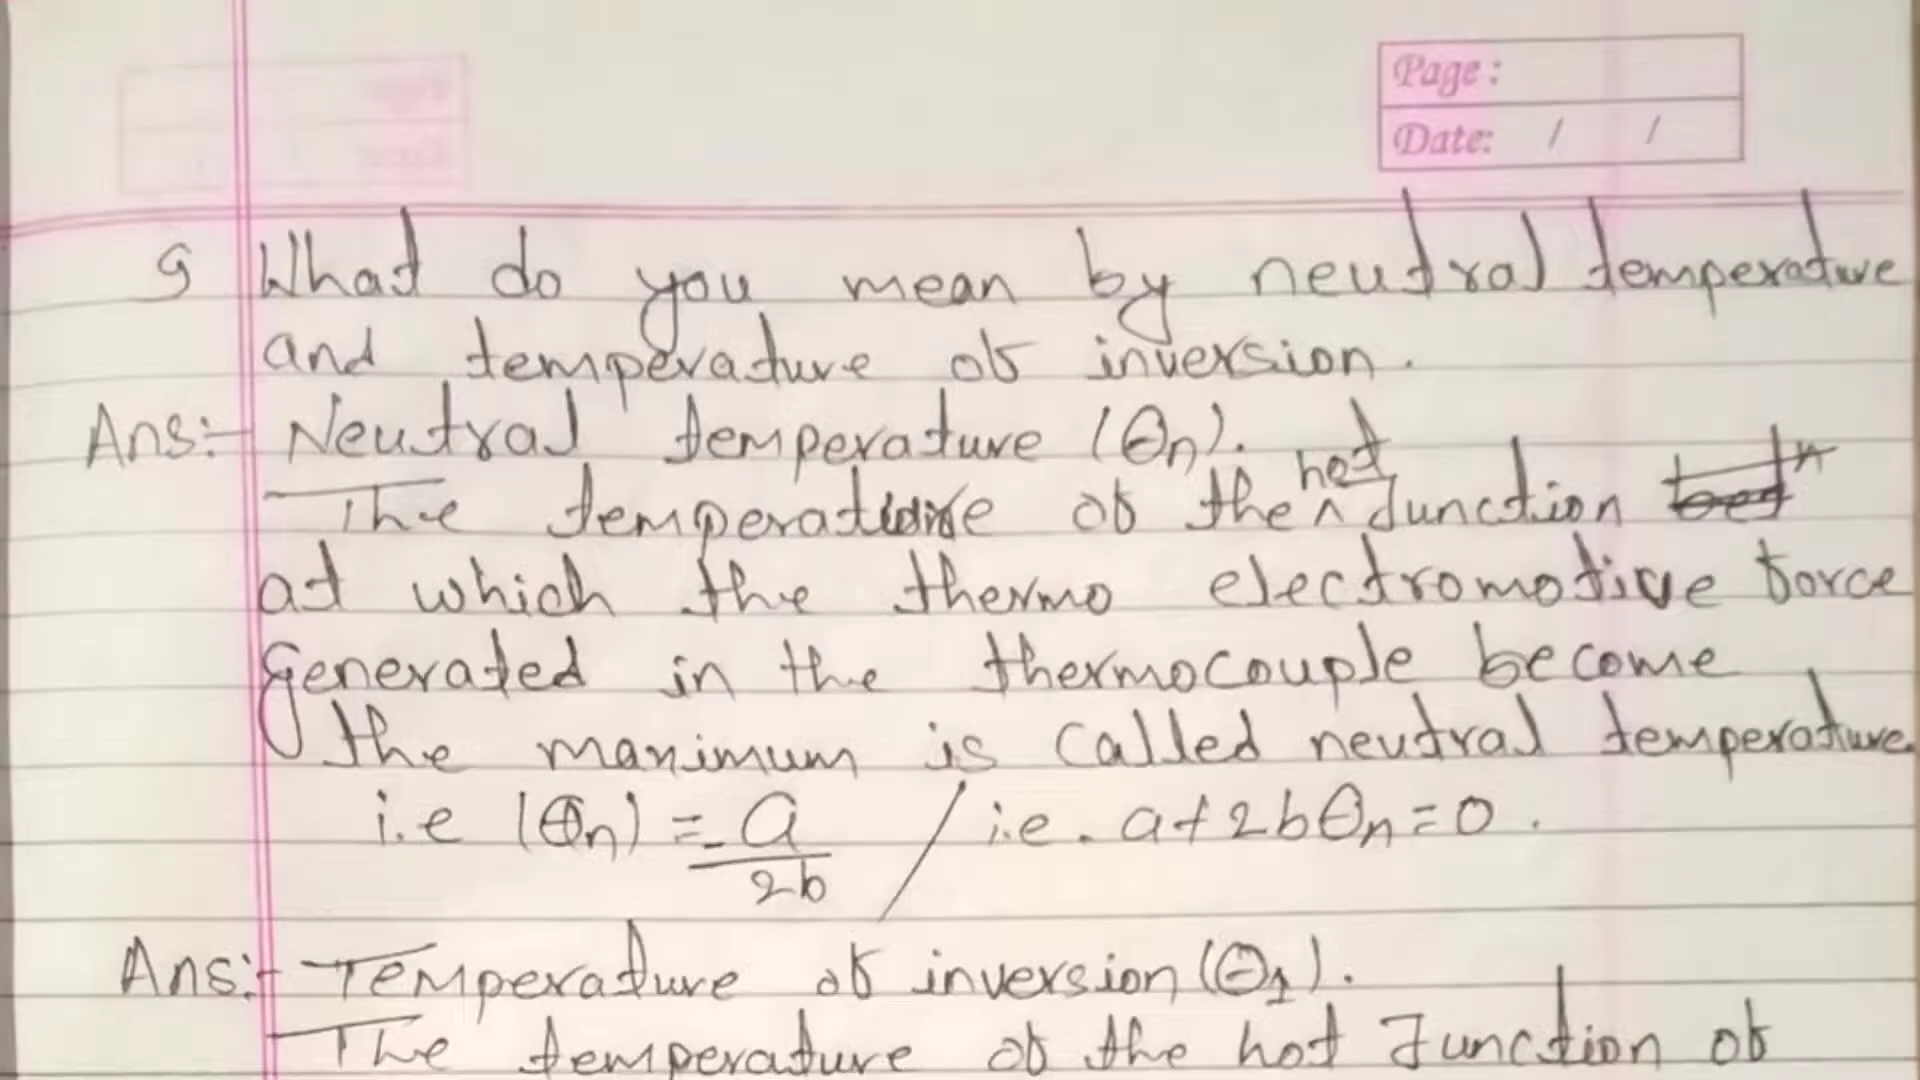 Page :
Date: / /
9 What do you mean by neutral temperature
and temperature of inversion.
Ans:- Neutral temperature (θn).
The temperature of the ^ hot Junction
at which the thermo electromotive force
Generated in the thermocouple become
the maximum is called neutral temperature
i.e (θn) = -a/2b / i.e. a+2bθn=0.
Ans:- Temperature of inversion (θ1).
The temperature of the hot Junction of